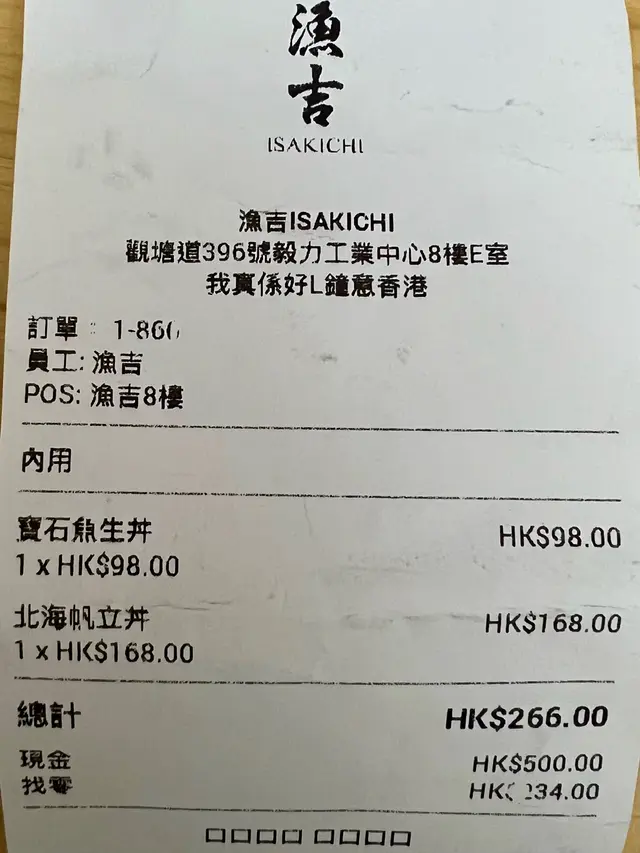 漁
吉
ISAKICHI
漁吉ISAKICHI
觀塘道396號毅力工業中心8樓E室
我真係好L鐘意香港
訂單：
員工: 漁吉
POS: 漁吉8樓
內用
寶石魚生丼 HK$98.00
1 x HK$98.00
北海帆立丼 HK$168.00
1 x HK$168.00
總計 HK$266.00
現金 HK$500.00
找零